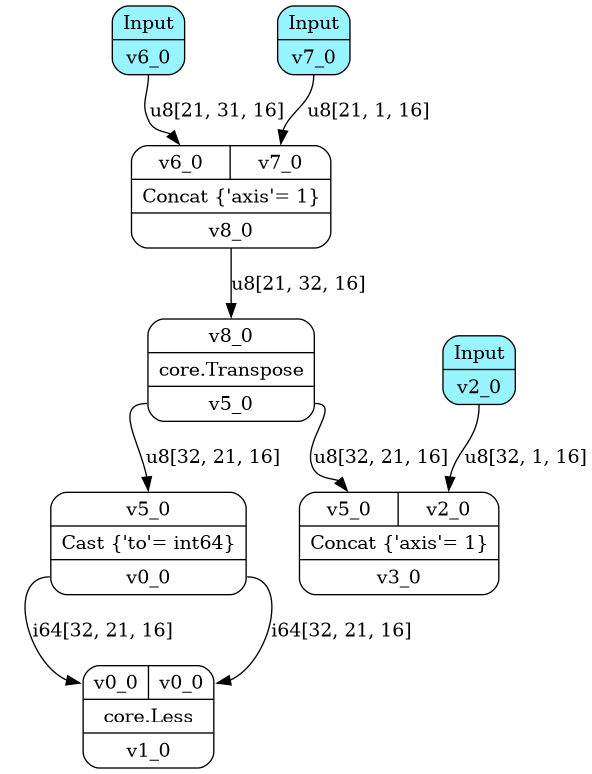 Input
v6_0
Input
v7_0
u8[21, 31, 16]
u8[21, 1, 16]
v6_0
v7_0
Concat {'axis'= 1}
v8_0
u8[21, 32, 16]
v8_0
core.Transpose
v5_0
Input
v2_0
u8[32, 21, 16]
u8[32, 21, 16]
u8[32, 1, 16]
v5_0
Cast {'to'= int64}
v0_0
v5_0
v2_0
Concat {'axis'= 1}
v3_0
i64[32, 21, 16]
i64[32, 21, 16]
v0_0
v0_0
core.Less
v1_0